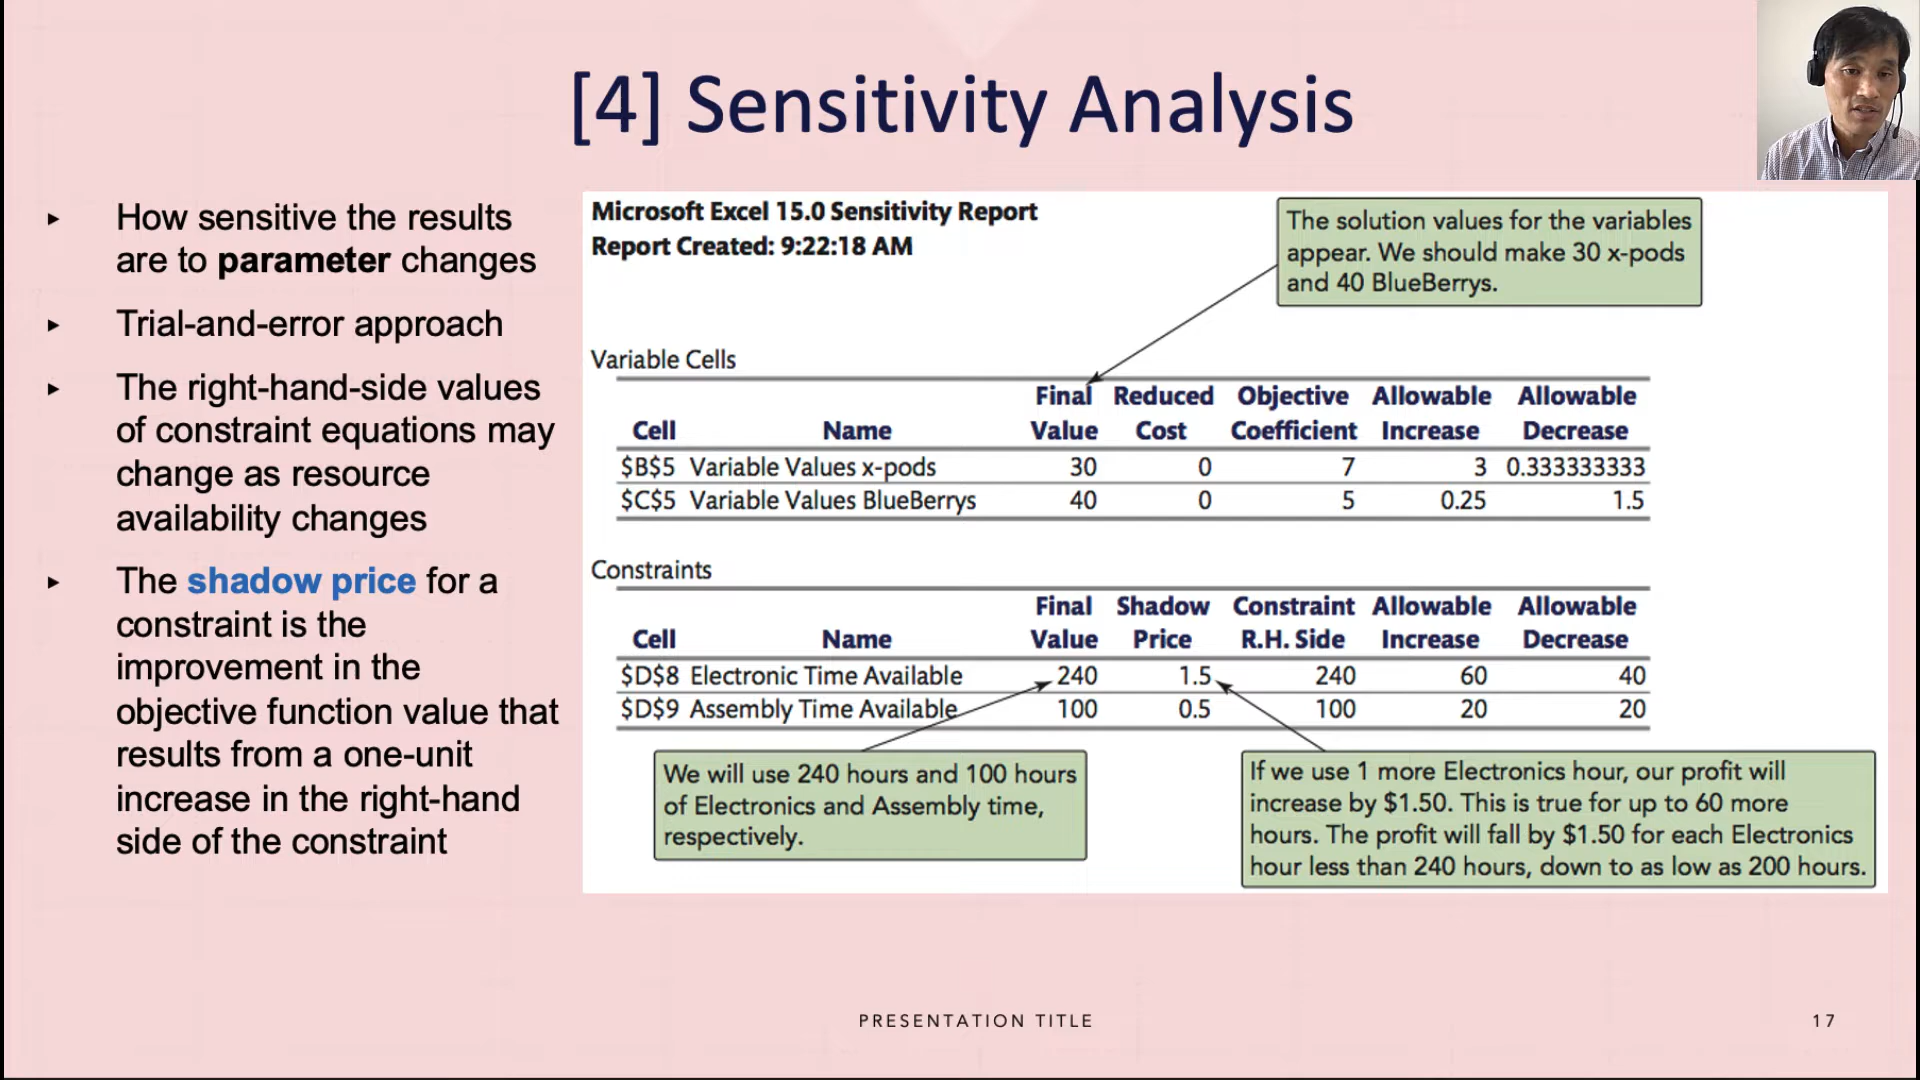 [4] Sensitivity Analysis
How sensitive the results
are to parameter changes
Trial-and-error approach
The right-hand-side values
of constraint equations may
change as resource
availability changes
The shadow price for a
constraint is the
improvement in the
objective function value that
results from a one-unit
increase in the right-hand
side of the constraint
Microsoft Excel 15.0 Sensitivity Report
Report Created: 9:22:18 AM
The solution values for the variables
appear. We should make 30 x-pods
and 40 BlueBerrys.
Variable Cells
Final Reduced Objective Allowable Allowable
Cell Name Value Cost Coefficient Increase Decrease
$B$5 Variable Values x-pods 30 0 7 3 0.333333333
$C$5 Variable Values BlueBerrys 40 0 5 0.25 1.5
Constraints
Final Shadow Constraint Allowable Allowable
Cell Name Value Price R.H. Side Increase Decrease
$D$8 Electronic Time Available 240 1.5 240 60 40
$D$9 Assembly Time Available 100 0.5 100 20 20
We will use 240 hours and 100 hours
of Electronics and Assembly time,
respectively.
If we use 1 more Electronics hour, our profit will
increase by $1.50. This is true for up to 60 more
hours. The profit will fall by $1.50 for each Electronics
hour less than 240 hours, down to as low as 200 hours.
PRESENTATION TITLE
17